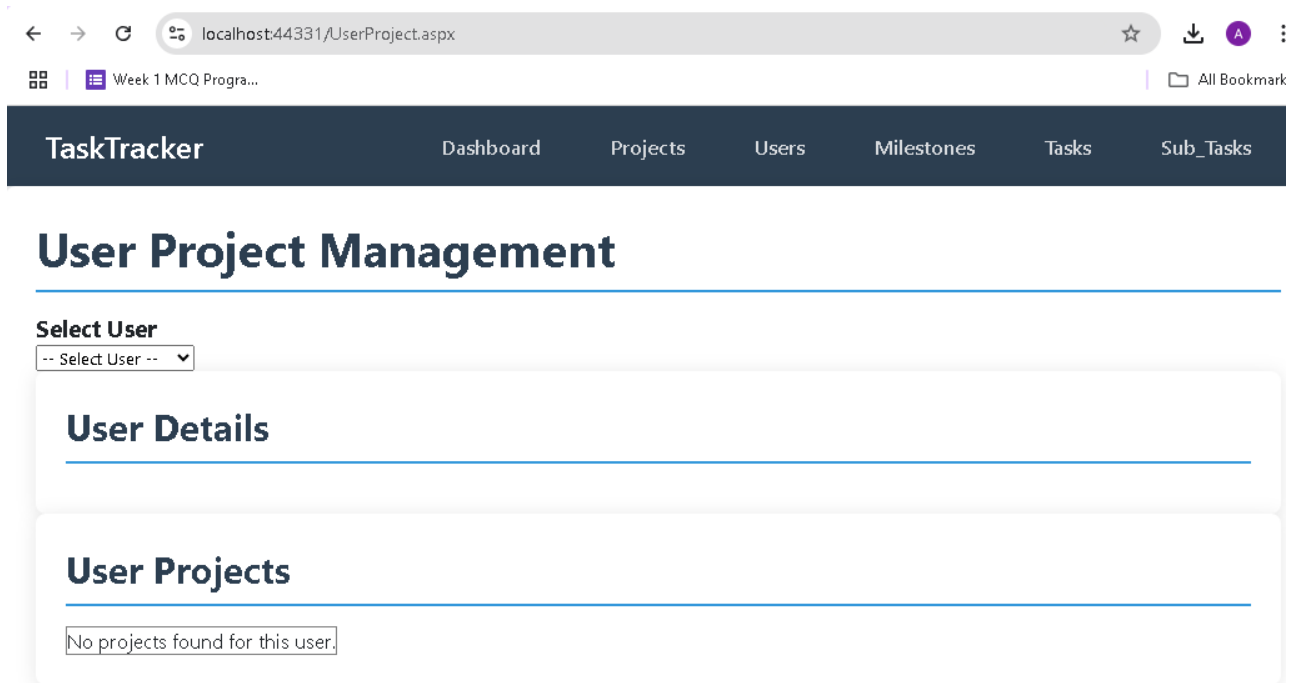 localhost:44331/UserProject.aspx
A
Week 1 MCQ Progra...
All Bookmark
TaskTracker Dashboard Projects Users Milestones Tasks Sub_Tasks
User Project Management
Select User
-- Select User --
User Details
User Projects
No projects found for this user.